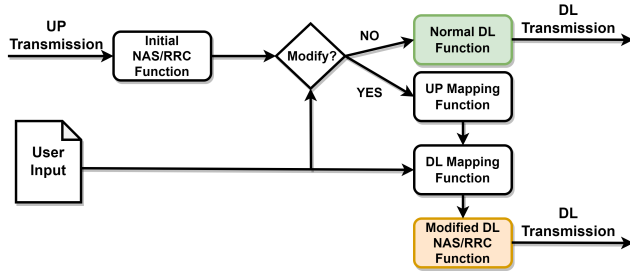 UP
Transmission
Initial
NAS/RRC
Function
Modify?
NO
YES
Normal DL
Function
DL
Transmission
UP Mapping
Function
User
Input
DL Mapping
Function
Modified DL
NAS/RRC
Function
DL
Transmission